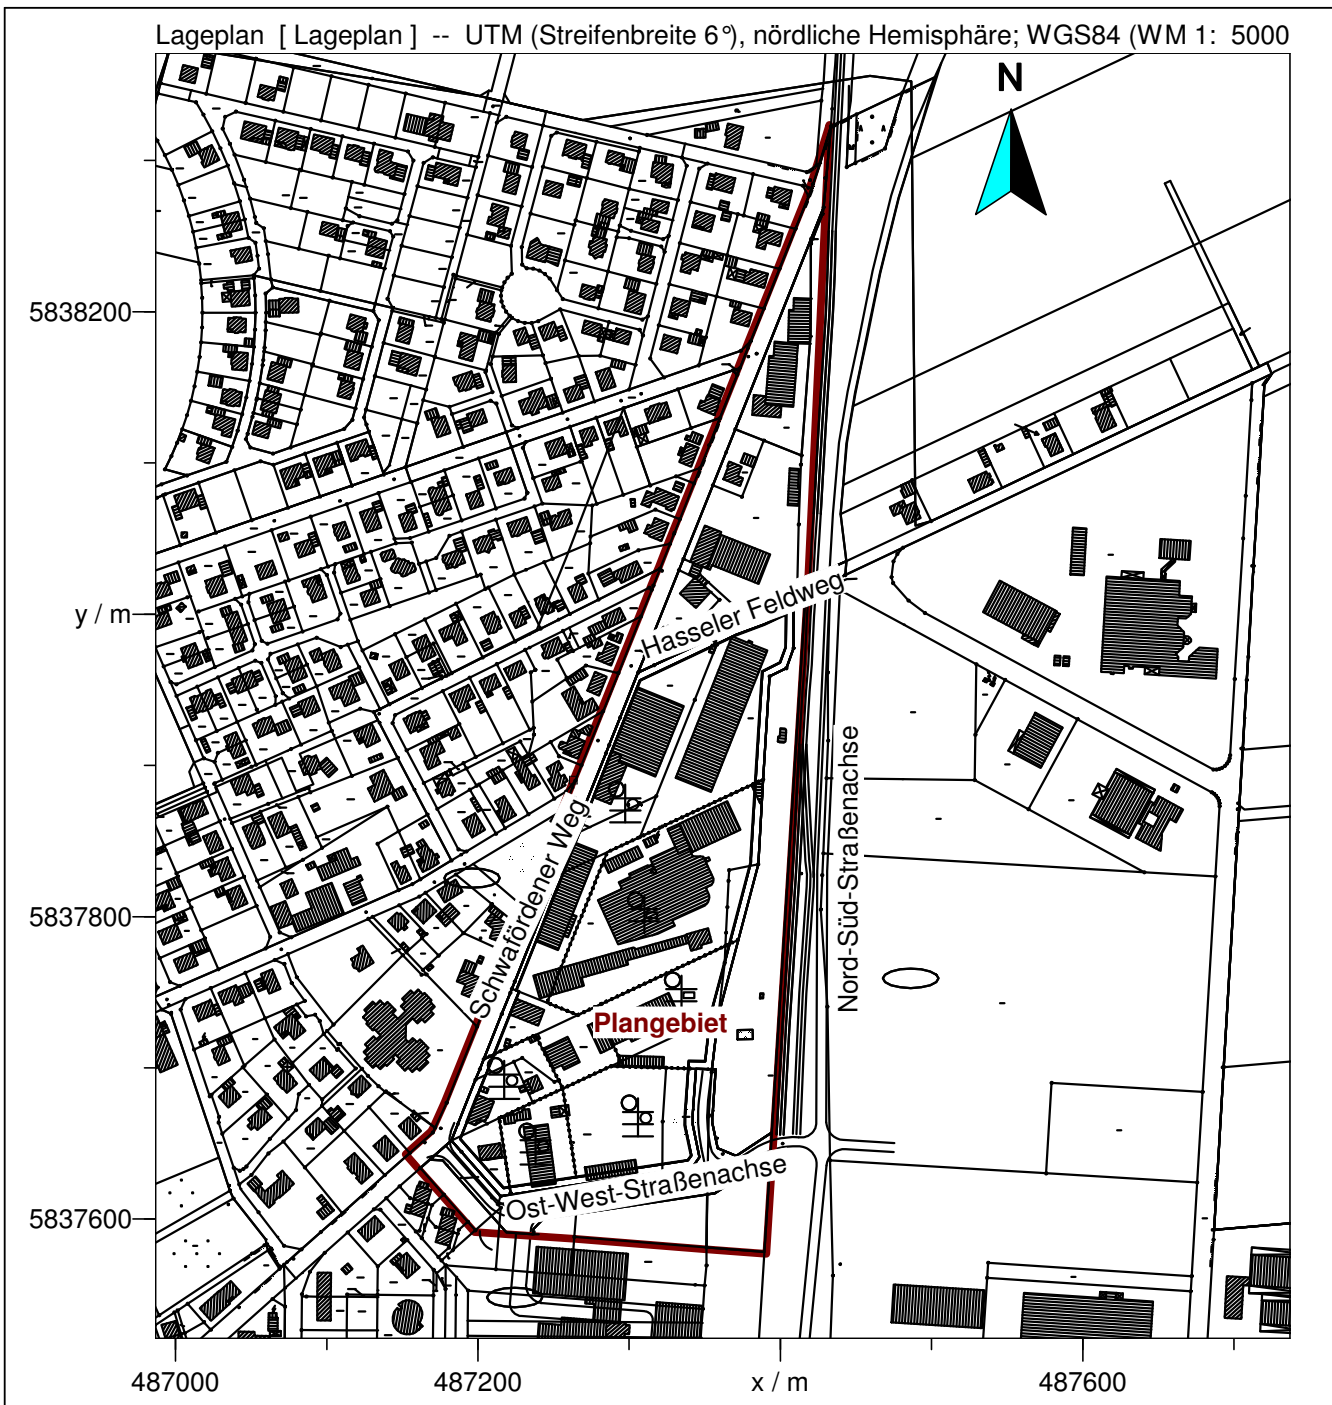 Lageplan [ Lageplan ] -- UTM (Streifenbreite 6°), nördliche Hemisphäre; WGS84 (WM 1: 5000
N
5838200
y / m
Hasseler Feldweg
Nord-Süd-Straßenachse
Schwafördener Weg
5837800
Plangebiet
Ost-West-Straßenachse
5837600
487000
487200
x / m
487600